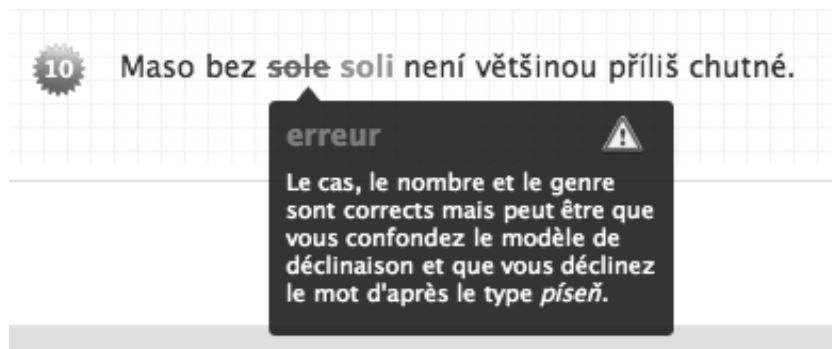 10 Maso bez sole soli není většinou příliš chutné.
erreur
Le cas, le nombre et le genre
sont corrects mais peut être que
vous confondez le modèle de
déclinaison et que vous déclinez
le mot d'après le type píseň.